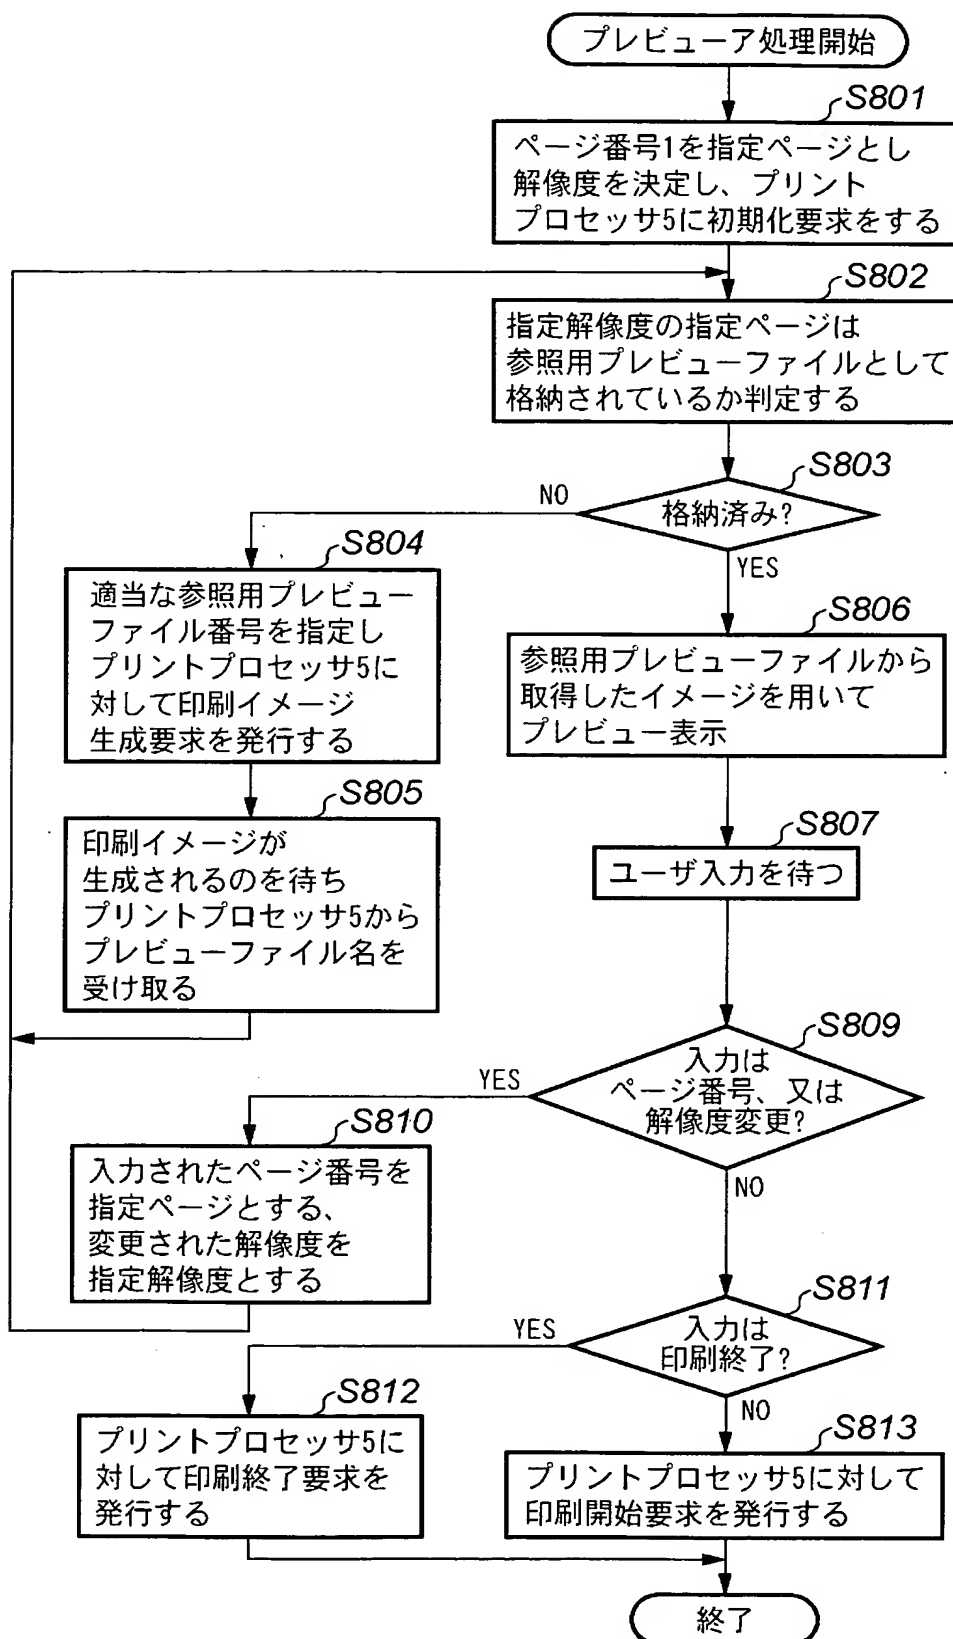 プレビューア処理開始
S801
ページ番号1を指定ページとし
解像度を決定し、プリント
プロセッサ5に初期化要求をする
S802
指定解像度の指定ページは
参照用プレビューファイルとして
格納されているか判定する
S803
格納済み?
NO
YES
S804
適当な参照用プレビュー
ファイル番号を指定し
プリントプロセッサ5に
対して印刷イメージ
生成要求を発行する
S805
印刷イメージが
生成されるのを待ち
プリントプロセッサ5から
プレビューファイル名を
受け取る
S806
参照用プレビューファイルから
取得したイメージを用いて
プレビュー表示
S807
ユーザ入力を待つ
S809
入力は
ページ番号、又は
解像度変更?
YES
NO
S810
入力されたページ番号を
指定ページとする、
変更された解像度を
指定解像度とする
S811
入力は
印刷終了?
YES
NO
S812
プリントプロセッサ5に
対して印刷終了要求を
発行する
S813
プリントプロセッサ5に対して
印刷開始要求を発行する
終了